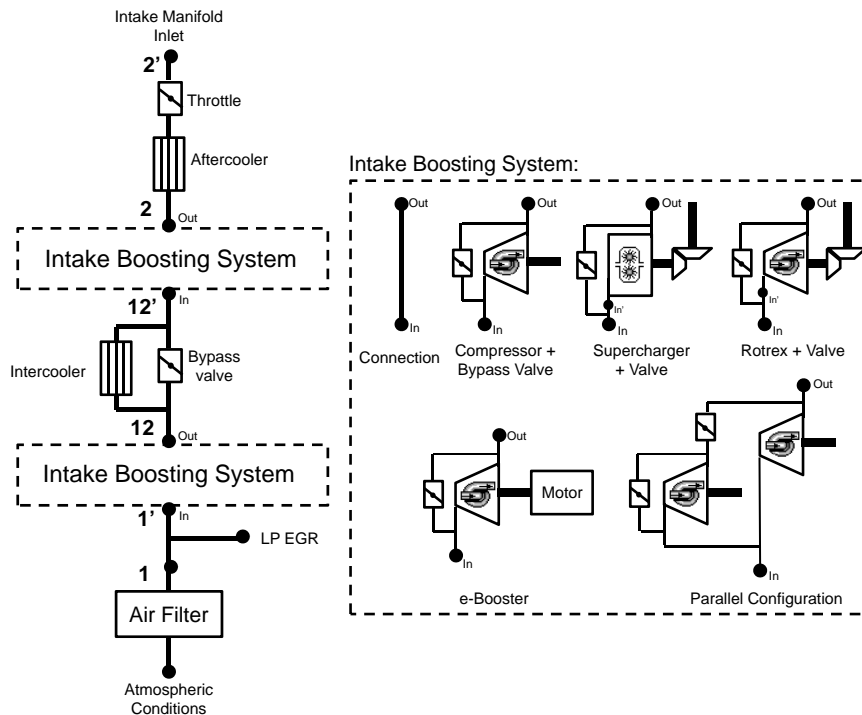 Intake Manifold
Inlet
2'
Throttle
Aftercooler
2
Out
Intake Boosting System
In
12'
Intercooler
Bypass
valve
12
Out
Intake Boosting System
In
1'
LP EGR
1
Air Filter
Atmospheric
Conditions
Intake Boosting System:
Out
In
Connection
Out
In
Compressor +
Bypass Valve
Out
In'
In
Supercharger
+ Valve
Out
In'
In
Rotrex + Valve
Out
Motor
In
e-Booster
Out
In
Parallel Configuration